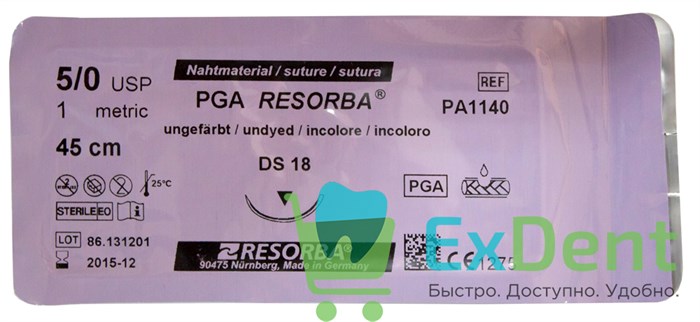 5/0 USP
1 metric
45 cm
25°C
STERILE EO
LOT 86.131201
2015-12
Nahtmaterial / suture / sutura
PGA RESORBA®
ungefärbt / undyed / incolore / incoloro
DS 18
RESORBA®
90475 Nürnberg, Made in Germany
REF
PA1140
PGA
CE 1275
ExDent
Быстро. Доступно. Удобно.